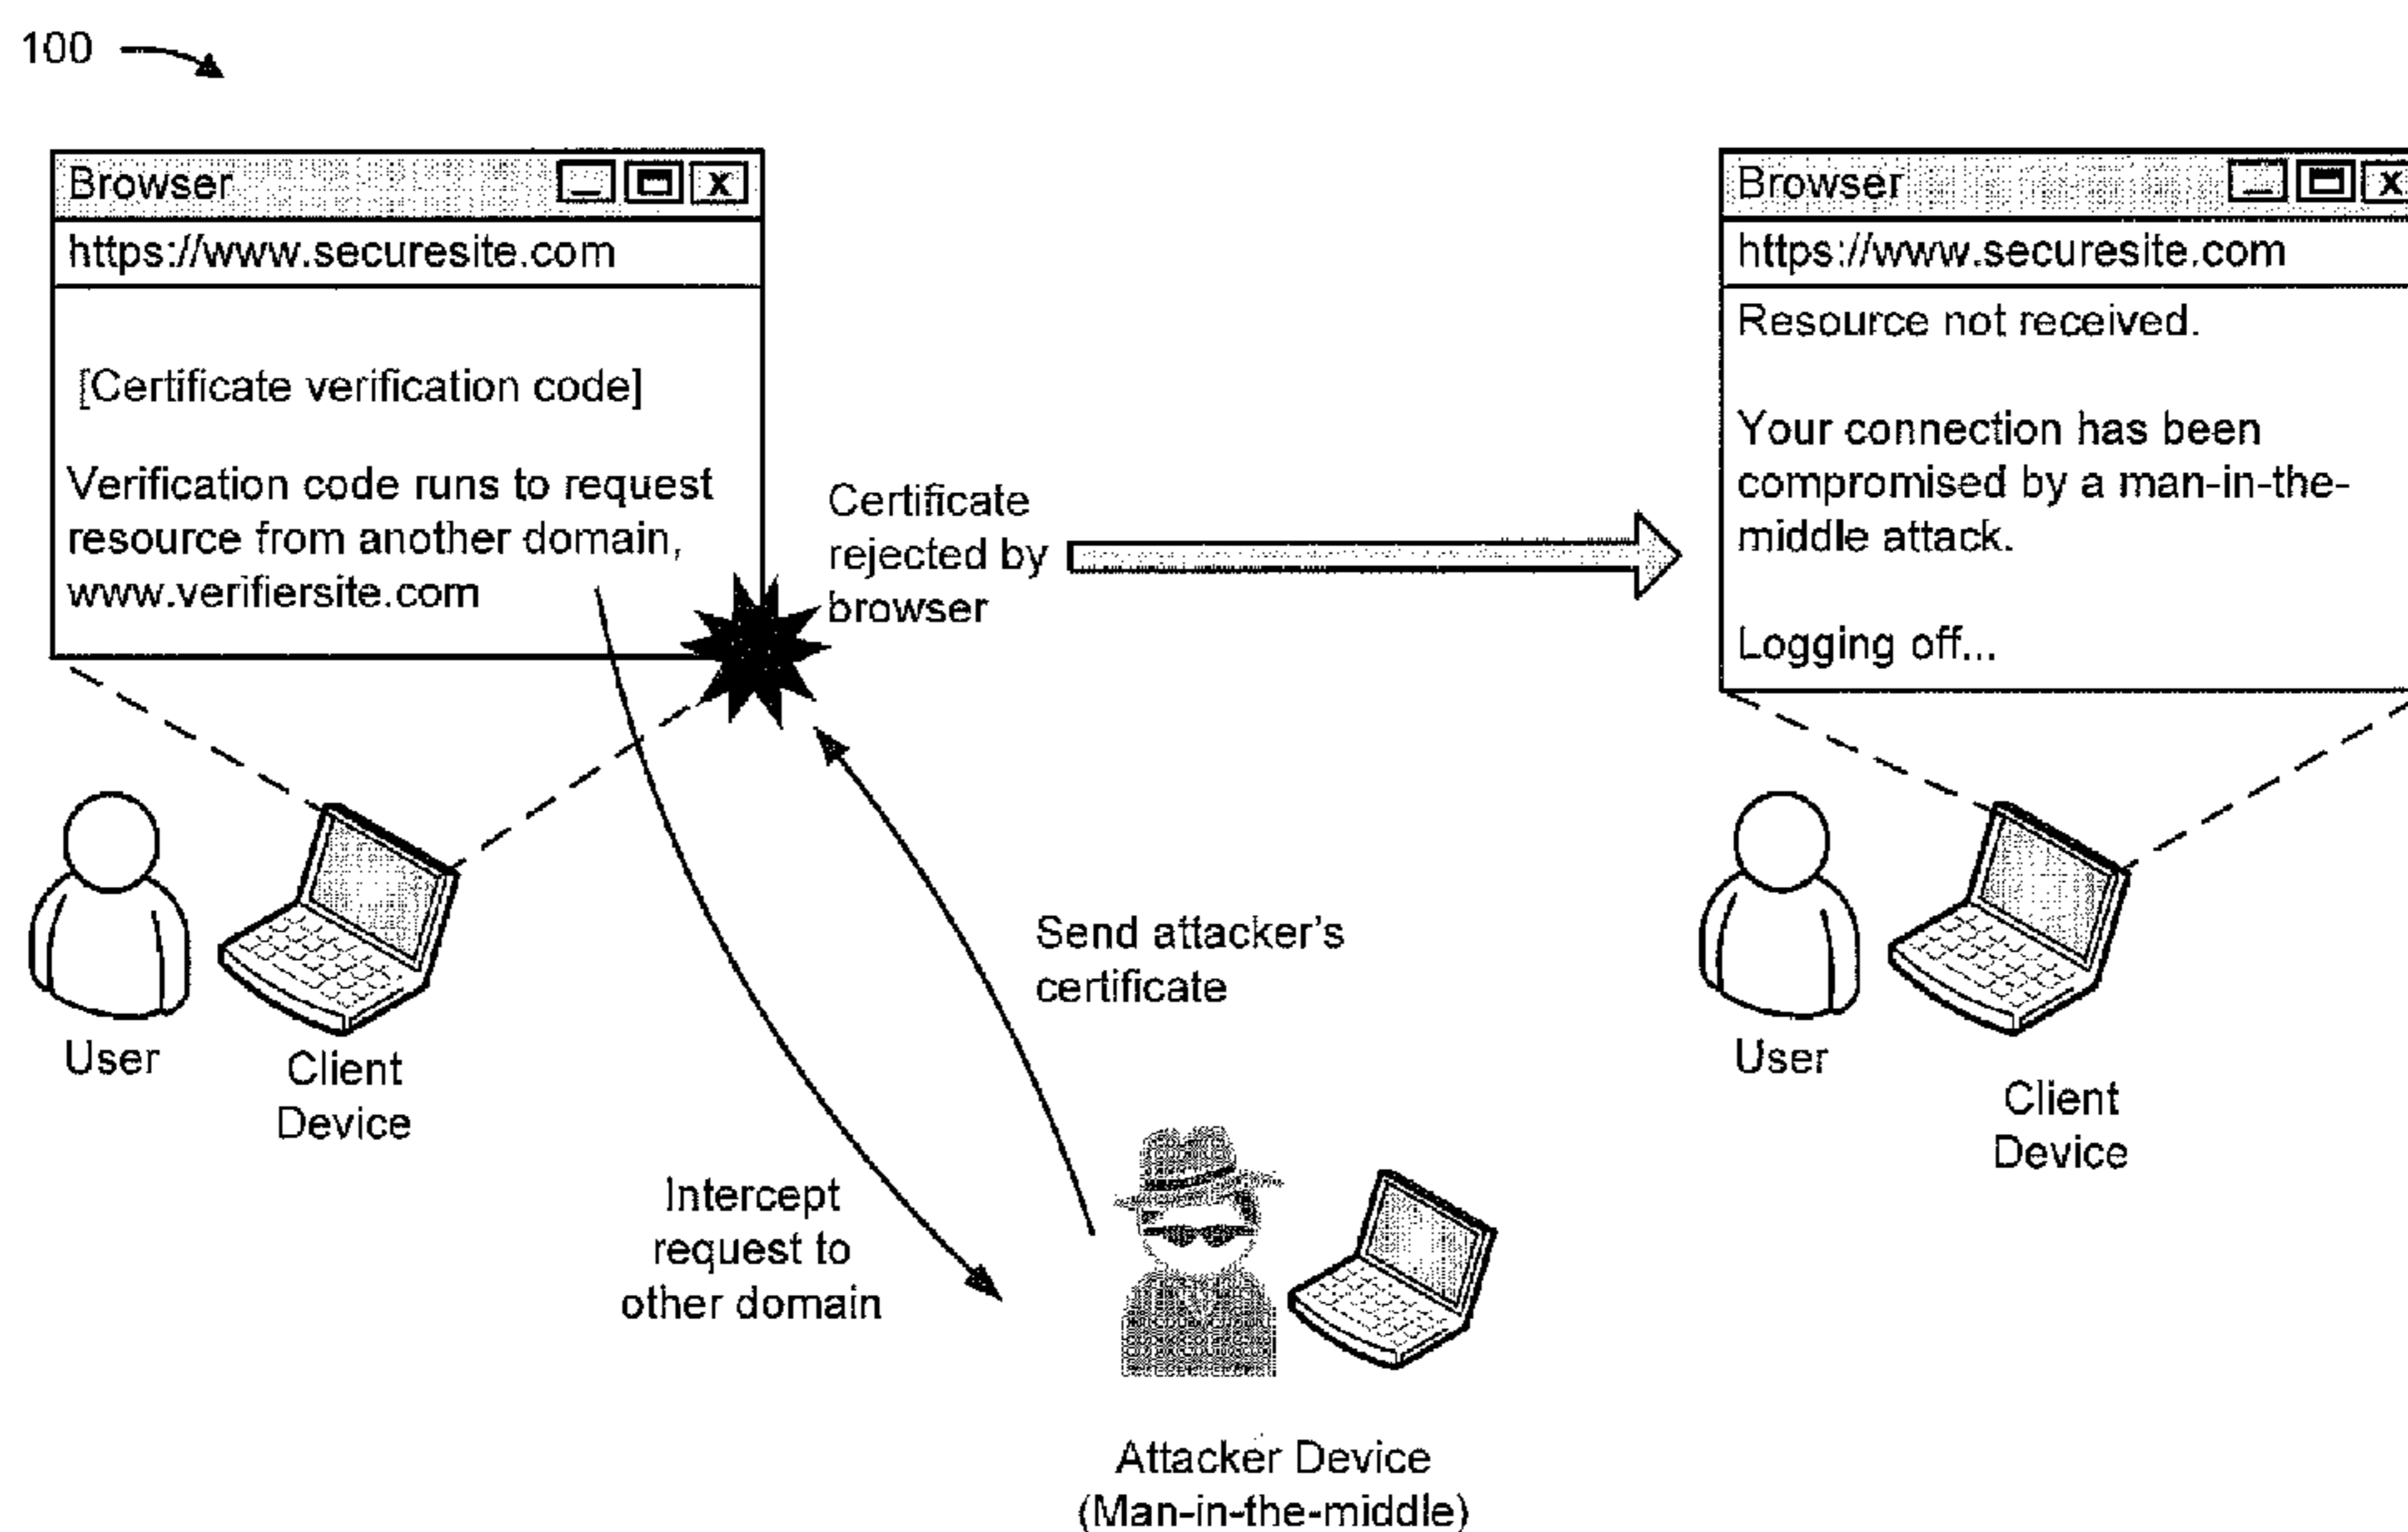 100
Browser
https://www.securesite.com
[Certificate verification code]
Verification code runs to request
resource from another domain,
www.verifiersite.com
Certificate
rejected by
browser
Browser
https://www.securesite.com
Resource not received.
Your connection has been
compromised by a man-in-the-
middle attack.
Logging off...
User
Client
Device
Intercept
request to
other domain
Send attacker's
certificate
Attacker Device
(Man-in-the-middle)
User
Client
Device